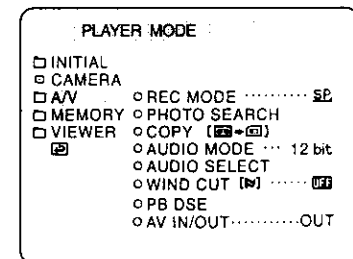 PLAYER MODE
INITIAL
CAMERA
A/V REC MODE ·········· SP
MEMORY PHOTO SEARCH
VIEWER COPY [ → ]
AUDIO MODE ··· 12 bit
AUDIO SELECT
WIND CUT [ ] ······ OFF
PB DSE
AV IN/OUT··········OUT